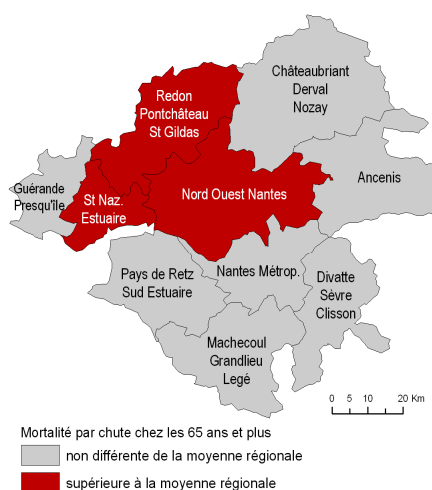 Châteaubriant
Derval
Nozay
Redon
Pontchâteau
St Gildas
Guérande
Presqu'île
St Naz.
Estuaire
Nord Ouest Nantes
Ancenis
Pays de Retz
Sud Estuaire
Nantes Métrop.
Divatte
Sèvre
Clisson
Machecoul
Grandlieu
Legé
0 5 10 20 Km
Mortalité par chute chez les 65 ans et plus
non différente de la moyenne régionale
supérieure à la moyenne régionale